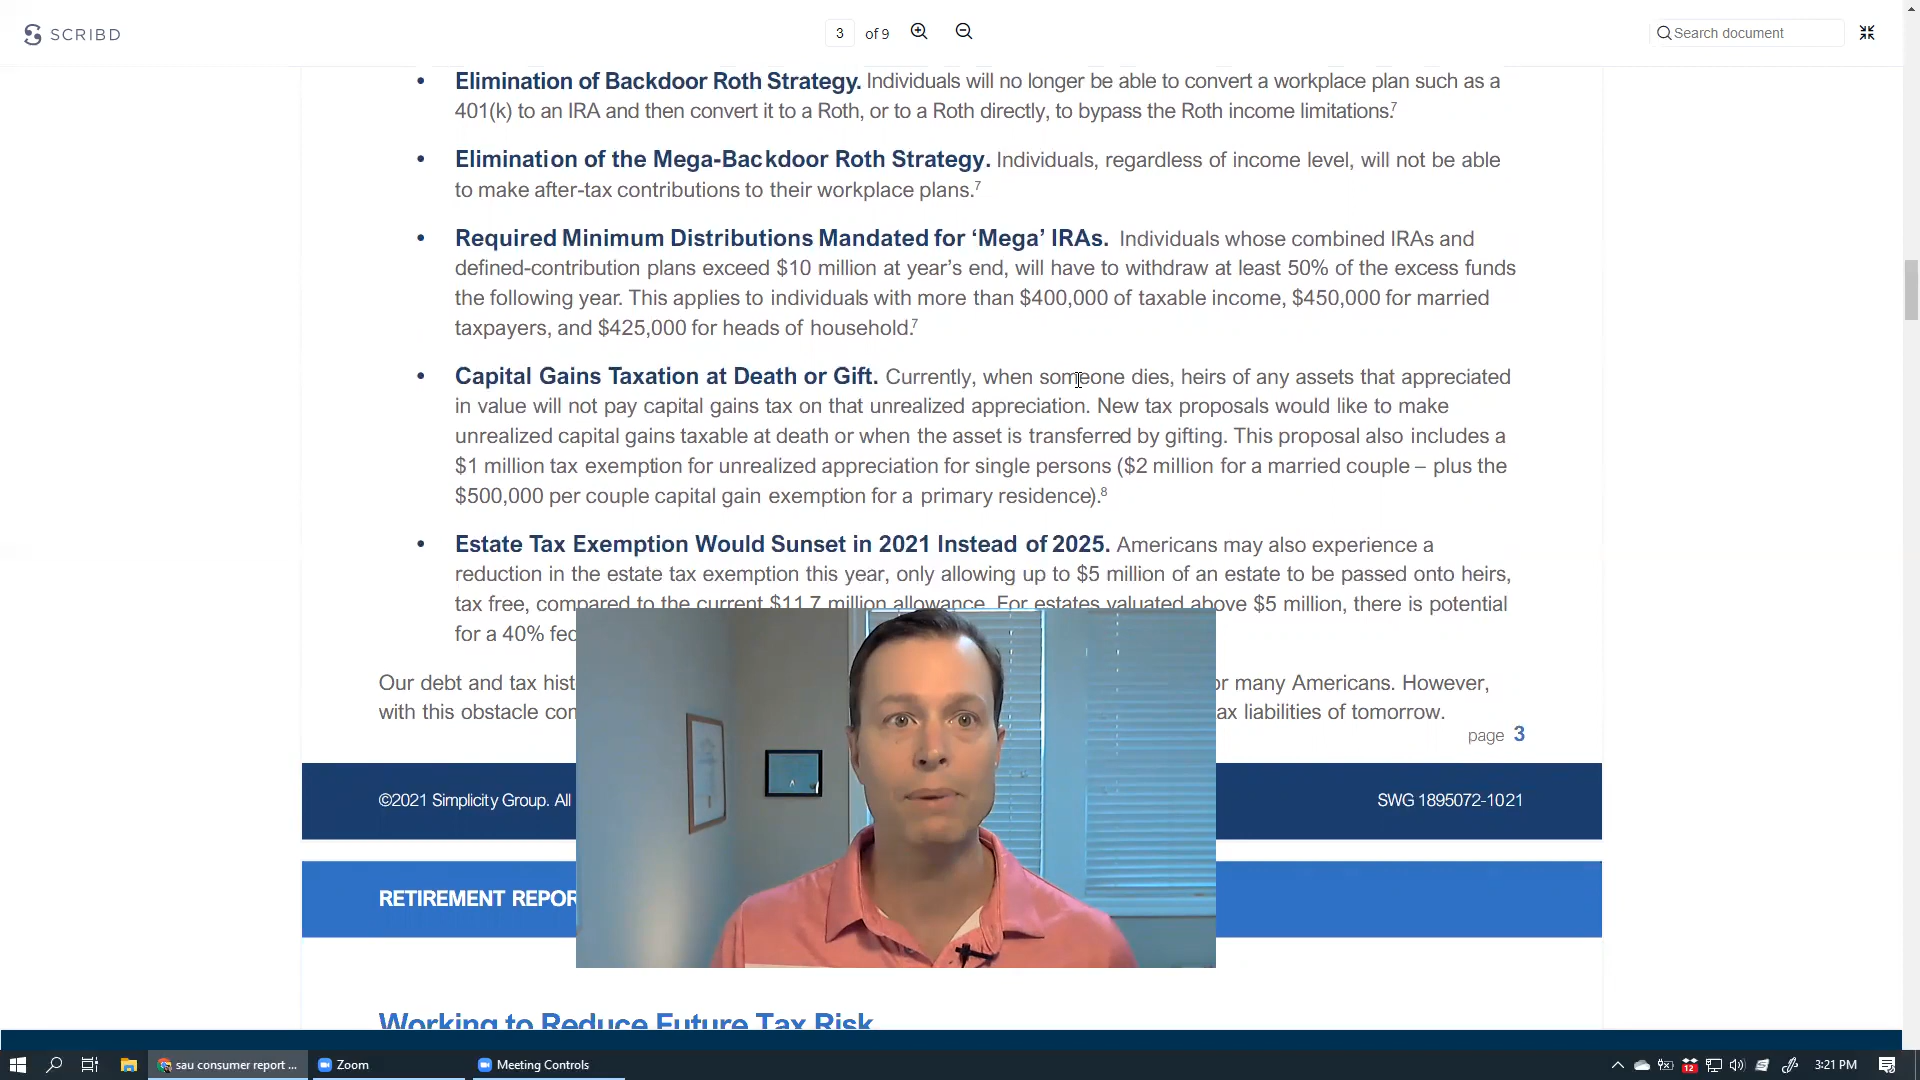 SCRIBD
3 of 9
Search document
• Elimination of Backdoor Roth Strategy. Individuals will no longer be able to convert a workplace plan such as a
401(k) to an IRA and then convert it to a Roth, or to a Roth directly, to bypass the Roth income limitations.7
• Elimination of the Mega-Backdoor Roth Strategy. Individuals, regardless of income level, will not be able
to make after-tax contributions to their workplace plans.7
• Required Minimum Distributions Mandated for ‘Mega’ IRAs. Individuals whose combined IRAs and
defined-contribution plans exceed $10 million at year’s end, will have to withdraw at least 50% of the excess funds
the following year. This applies to individuals with more than $400,000 of taxable income, $450,000 for married
taxpayers, and $425,000 for heads of household.7
• Capital Gains Taxation at Death or Gift. Currently, when someone dies, heirs of any assets that appreciated
in value will not pay capital gains tax on that unrealized appreciation. New tax proposals would like to make
unrealized capital gains taxable at death or when the asset is transferred by gifting. This proposal also includes a
$1 million tax exemption for unrealized appreciation for single persons ($2 million for a married couple – plus the
$500,000 per couple capital gain exemption for a primary residence).8
• Estate Tax Exemption Would Sunset in 2021 Instead of 2025. Americans may also experience a
reduction in the estate tax exemption this year, only allowing up to $5 million of an estate to be passed onto heirs,
tax free, compared to the current $11.7 million allowance. For estates valued above $5 million, there is potential
for a 40% fed
Our debt and tax hist or many Americans. However,
with this obstacle con ax liabilities of tomorrow.
page 3
©2021 Simplicity Group. All
SWG 1895072-1021
RETIREMENT REPOR
Working to Reduce Future Tax Risk
sau consumer report ...
Zoom
Meeting Controls
12
3:21 PM